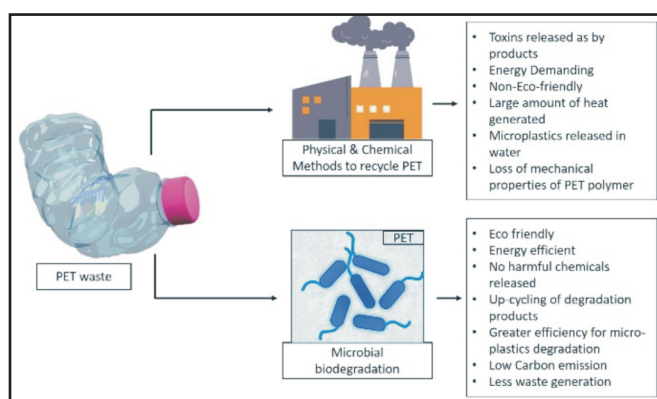 PET waste
Physical & Chemical
Methods to recycle PET
• Toxins released as by
products
• Energy Demanding
• Non-Eco-friendly
• Large amount of heat
generated
• Microplastics released in
water
• Loss of mechanical
properties of PET polymer
PET
Microbial
biodegradation
• Eco friendly
• Energy efficient
• No harmful chemicals
released
• Up-cycling of degradation
products
• Greater efficiency for micro-
plastics degradation
• Low Carbon emission
• Less waste generation